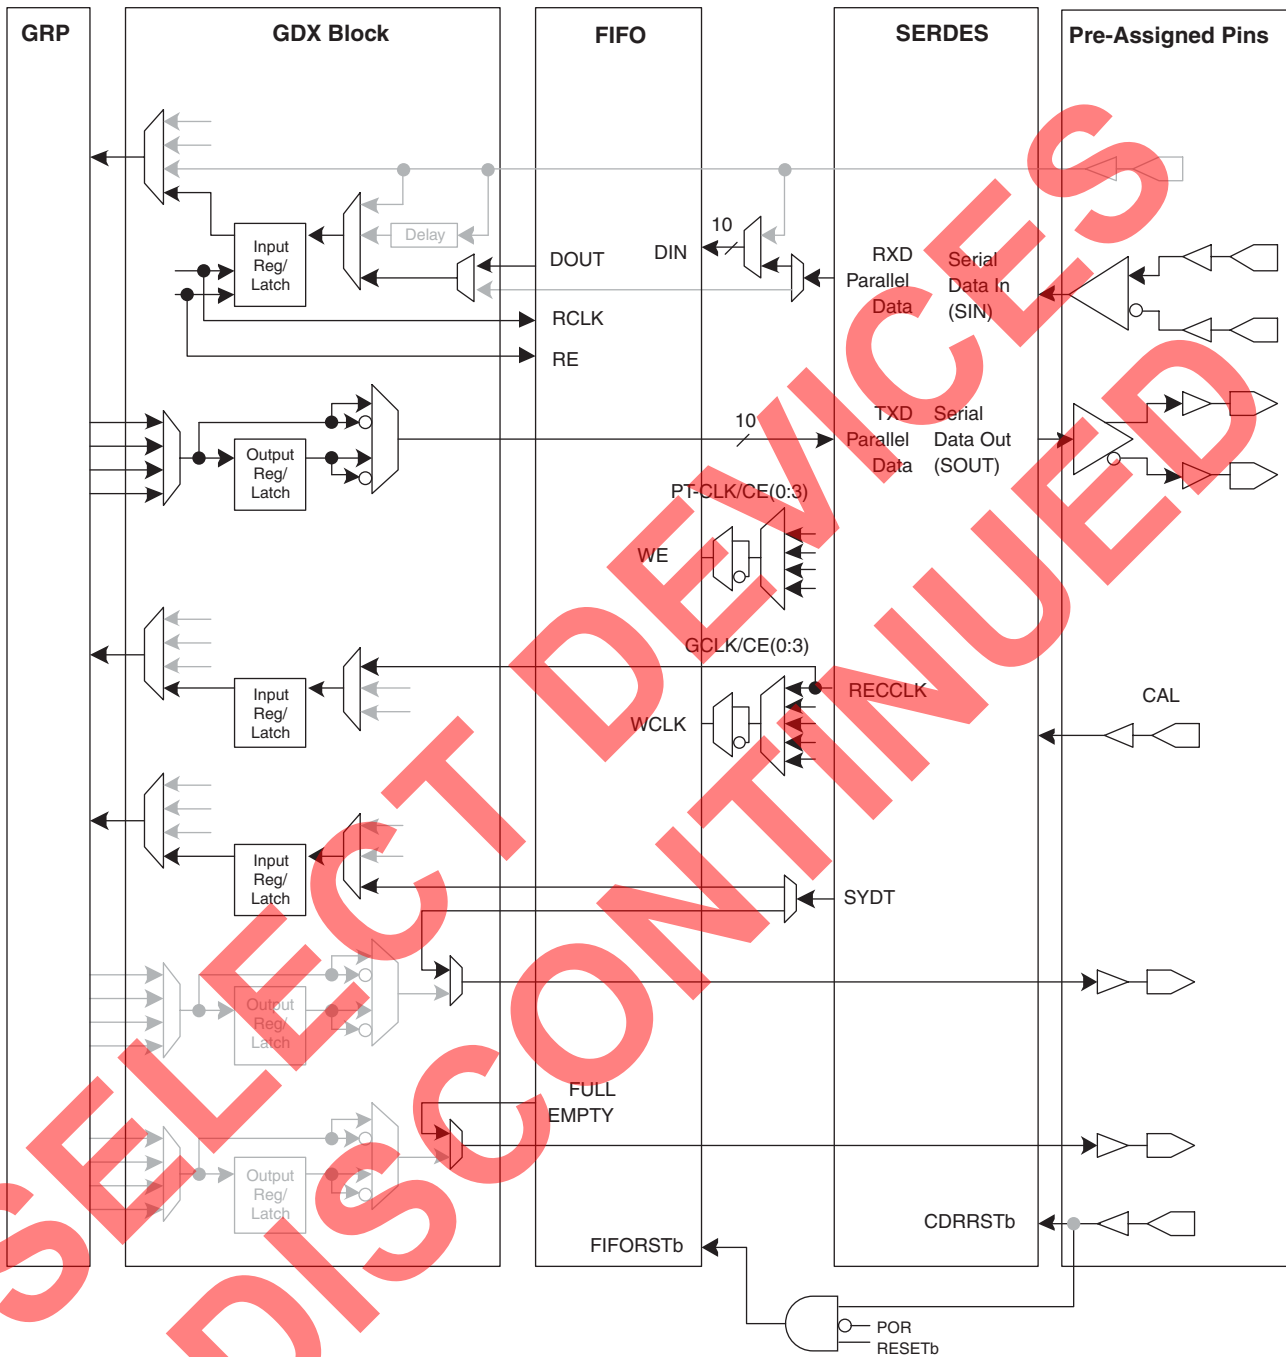 GRP
GDX Block
FIFO
SERDES
Pre-Assigned Pins
10
DOUT
DIN
RXD
Parallel
Data
Serial
Data In
(SIN)
Delay
Input
Reg/
Latch
RCLK
RE
10
TXD
Parallel
Data
Serial
Data Out
(SOUT)
Output
Reg/
Latch
PT-CLK/CE(0:3)
WE
GCLK/CE(0:3)
RECCLK
WCLK
CAL
Input
Reg/
Latch
Input
Reg/
Latch
SYDT
Output
Reg/
Latch
FULL
EMPTY
Output
Reg/
Latch
CDRRSTb
FIFORSTb
POR
RESETb
SELECT DEVICES
DISCONTINUED